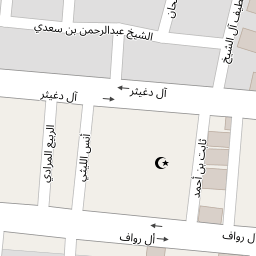 الشيخ عبدالرحمن بن سعدي
آل دغيثر
آل دغيثر
الربيع المرادي
أنس الليثي
ثابت بن أحمد
آل رواف
آل رواف